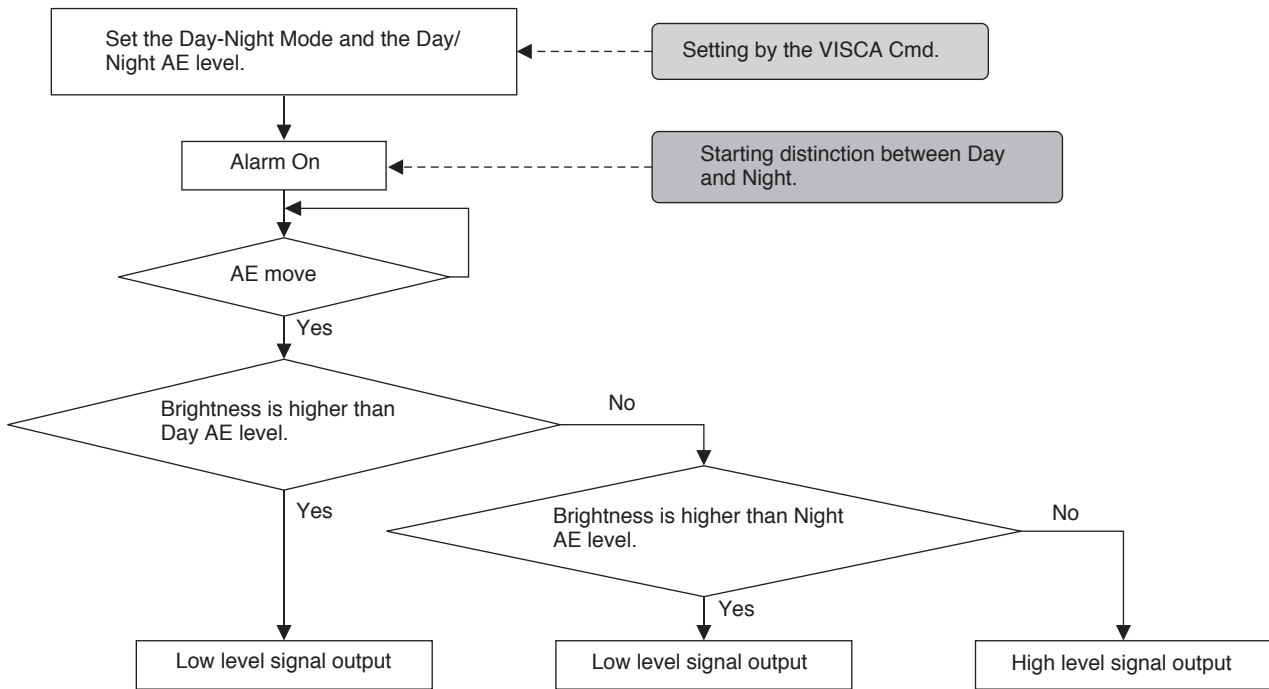 Set the Day-Night Mode and the Day/
Night AE level.
Setting by the VISCA Cmd.
Alarm On
Starting distinction between Day
and Night.
AE move
Yes
Brightness is higher than
Day AE level.
No
Yes
Brightness is higher than Night
AE level.
No
Yes
Low level signal output
Low level signal output
High level signal output